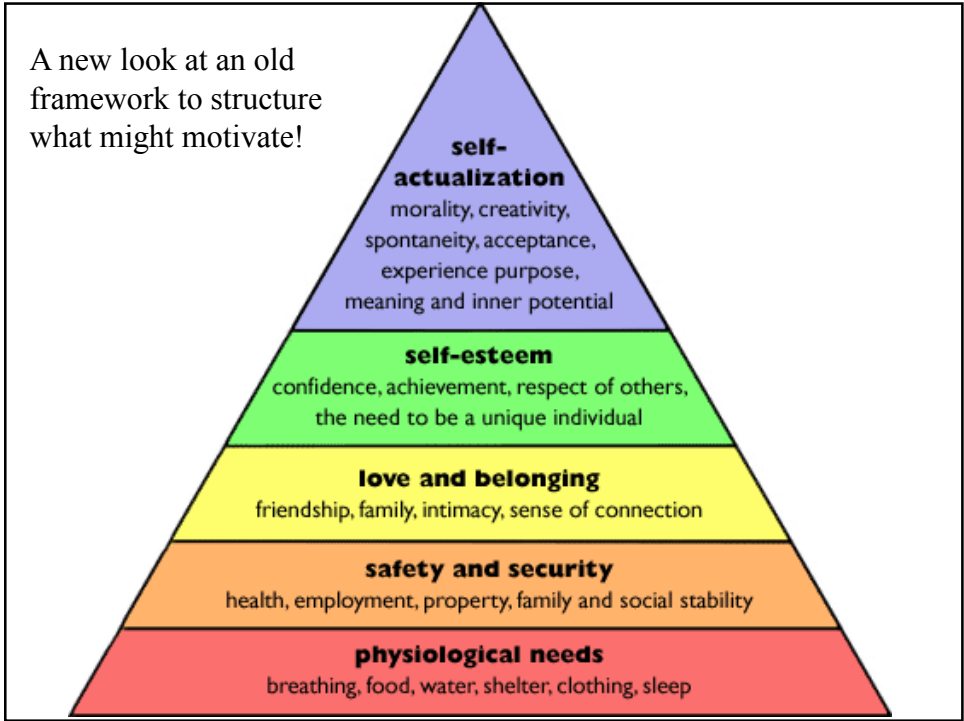 A new look at an old
framework to structure
what might motivate!
self-
actualization
morality, creativity,
spontaneity, acceptance,
experience purpose,
meaning and inner potential
self-esteem
confidence, achievement, respect of others,
the need to be a unique individual
love and belonging
friendship, family, intimacy, sense of connection
safety and security
health, employment, property, family and social stability
physiological needs
breathing, food, water, shelter, clothing, sleep